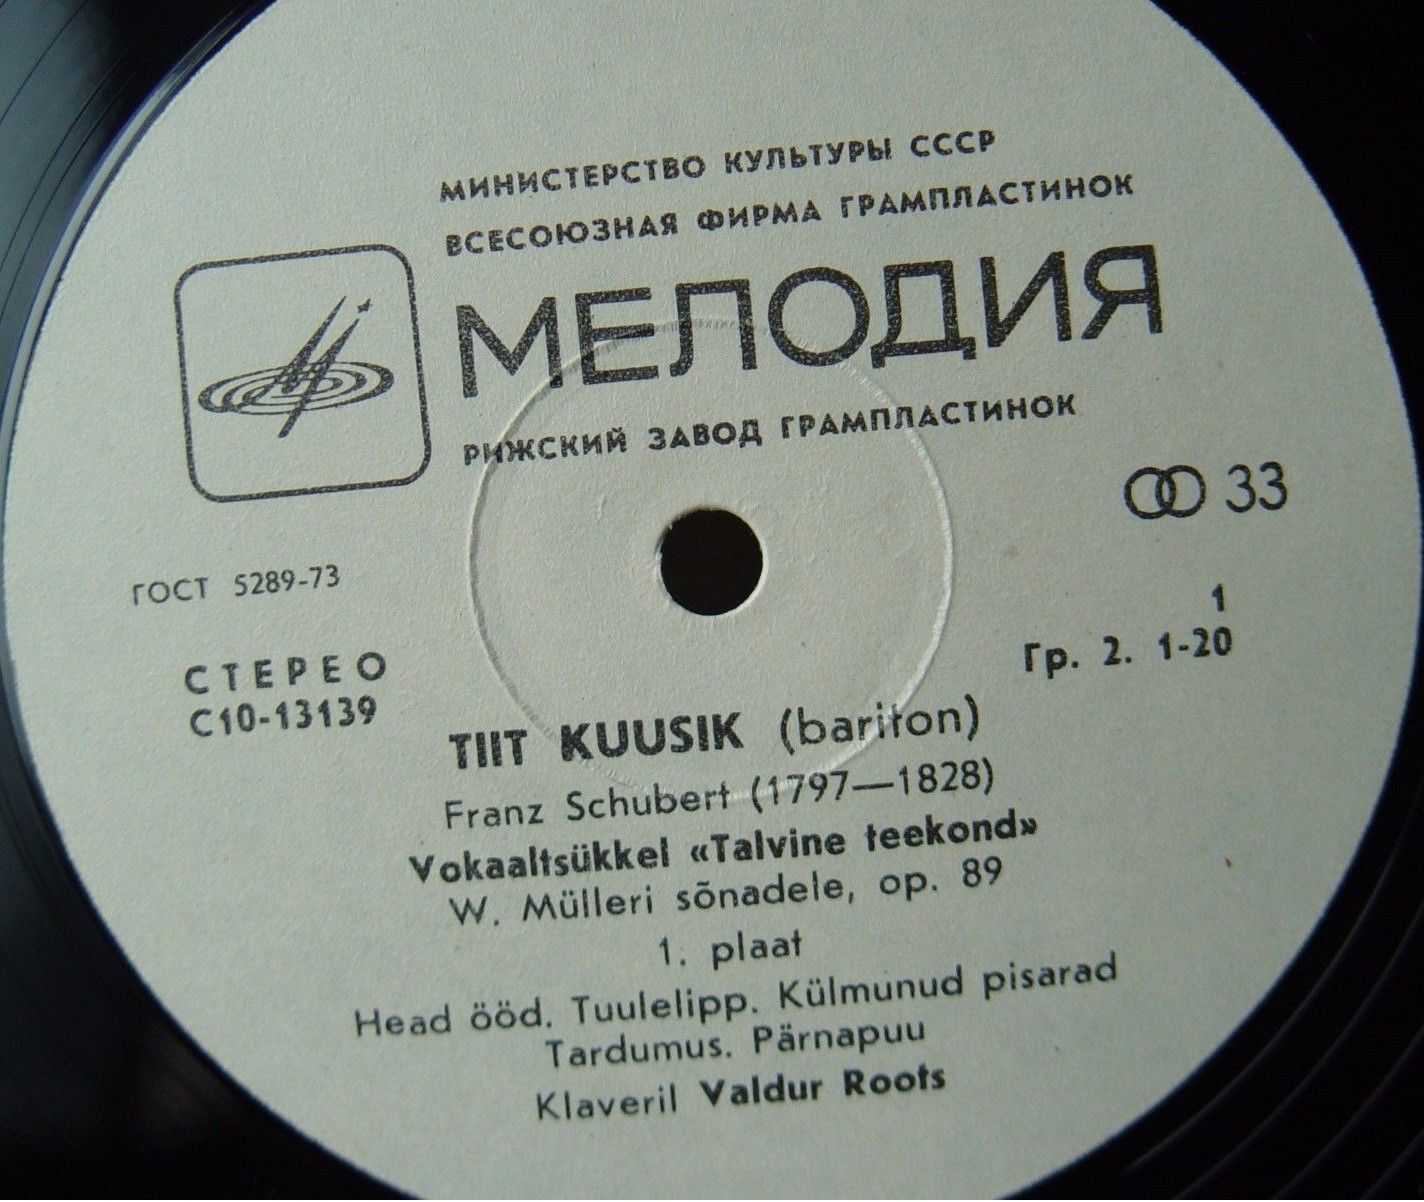 МИНИСТЕРСТВО КУЛЬТУРЫ СССР
ВСЕСОЮЗНАЯ ФИРМА ГРАМПЛАСТИНОК
МЕЛОДИЯ
РИЖСКИЙ ЗАВОД ГРАМПЛАСТИНОК
33
ГОСТ 5289-73
1
Гр. 2. 1-20
СТЕРЕО
С10-13139
TIIT KUUSIK (bariton)
Franz Schubert (1797—1828)
Vokaaltsükkel «Talvine teekond»
W. Mülleri sõnadele, op. 89
1. plaat
Head ööd. Tuulelipp. Külmunud pisarad
Tardumus. Pärnapuu
Klaveril Valdur Roots